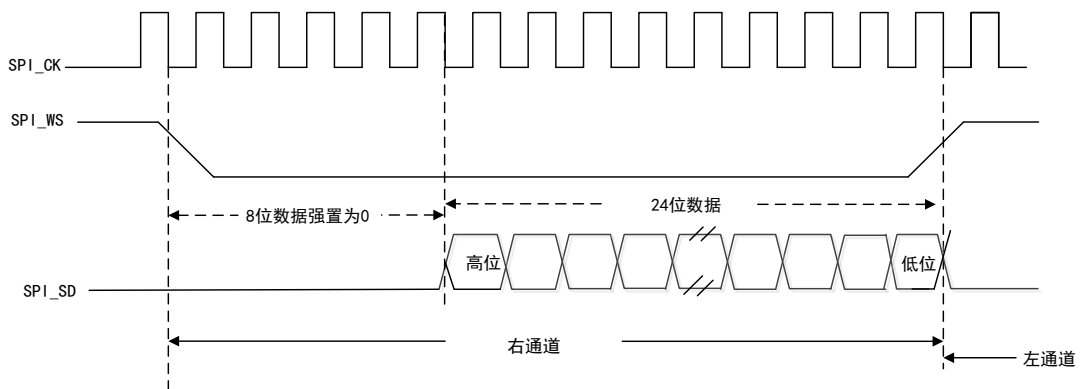 SPI_CK
SPI_WS
8位数据强置为0
24位数据
高位
低位
SPI_SD
右通道
左通道